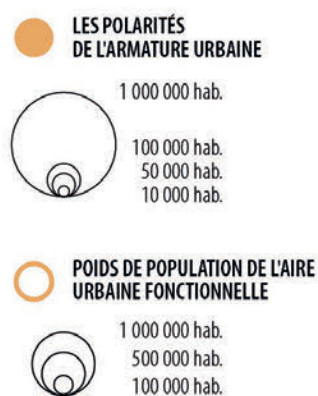 LES POLARITÉS
DE L'ARMATURE URBAINE
1 000 000 hab.
100 000 hab.
50 000 hab.
10 000 hab.
POIDS DE POPULATION DE L'AIRE
URBAINE FONCTIONNELLE
1 000 000 hab.
500 000 hab.
100 000 hab.